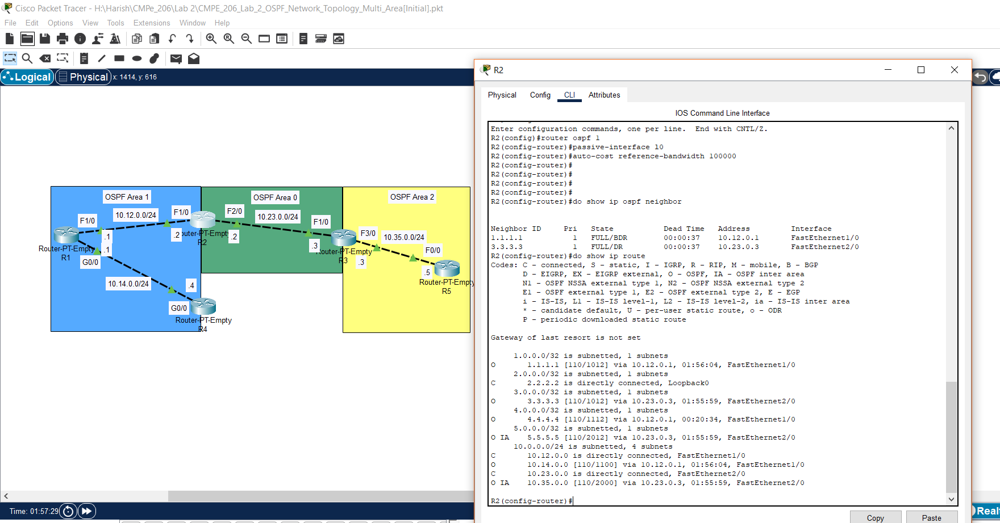 Cisco Packet Tracer - H:\Harish\CMPe_206\Lab 2\CMPE_206_Lab_2_OSPF_Network_Topology_Multi_Area[Initial].pkt
File Edit Options View Tools Extensions Window Help
Logical Physical x: 1414, y: 616
OSPF Area 1
OSPF Area 0
OSPF Area 2
F1/0
10.12.0.0/24
F1/0
F2/0
10.23.0.0/24
F1/0
F3/0
10.35.0.0/24
F0/0
.1
.2
.2
.3
.3
.5
.1
Router-PT-Empty
R1
outer-PT-Empty
R2
outer-PT-Empty
R3
Router-PT-Empty
R5
G0/0
10.14.0.0/24
.4
G0/0
Router-PT-Empty
R4
Time: 01:57:29
R2
Physical Config CLI Attributes
IOS Command Line Interface
Enter configuration commands, one per line.  End with CNTL/Z.
R2(config)#router ospf 1
R2(config-router)#passive-interface l0
R2(config-router)#auto-cost reference-bandwidth 100000
R2(config-router)#
R2(config-router)#
R2(config-router)#
R2(config-router)#
R2(config-router)#do show ip ospf neighbor
Neighbor ID     Pri   State           Dead Time   Address         Interface
1.1.1.1           1   FULL/BDR        00:00:37    10.12.0.1       FastEthernet1/0
3.3.3.3           1   FULL/DR         00:00:37    10.23.0.3       FastEthernet2/0
R2(config-router)#do show ip route
Codes: C - connected, S - static, I - IGRP, R - RIP, M - mobile, B - BGP
D - EIGRP, EX - EIGRP external, O - OSPF, IA - OSPF inter area
N1 - OSPF NSSA external type 1, N2 - OSPF NSSA external type 2
E1 - OSPF external type 1, E2 - OSPF external type 2, E - EGP
i - IS-IS, L1 - IS-IS level-1, L2 - IS-IS level-2, ia - IS-IS inter area
* - candidate default, U - per-user static route, o - ODR
P - periodic downloaded static route
Gateway of last resort is not set
1.0.0.0/32 is subnetted, 1 subnets
O 1.1.1.1 [110/1012] via 10.12.0.1, 01:56:04, FastEthernet1/0
2.0.0.0/32 is subnetted, 1 subnets
C 2.2.2.2 is directly connected, Loopback0
3.0.0.0/32 is subnetted, 1 subnets
O 3.3.3.3 [110/1012] via 10.23.0.3, 01:55:59, FastEthernet2/0
4.0.0.0/32 is subnetted, 1 subnets
O 4.4.4.4 [110/1112] via 10.12.0.1, 00:20:34, FastEthernet1/0
5.0.0.0/32 is subnetted, 1 subnets
O IA 5.5.5.5 [110/2012] via 10.23.0.3, 01:55:59, FastEthernet2/0
10.0.0.0/24 is subnetted, 4 subnets
C 10.12.0.0 is directly connected, FastEthernet1/0
O 10.14.0.0 [110/1100] via 10.12.0.1, 01:56:04, FastEthernet1/0
C 10.23.0.0 is directly connected, FastEthernet2/0
O IA 10.35.0.0 [110/2000] via 10.23.0.3, 01:55:59, FastEthernet2/0
R2(config-router)#
Copy Paste